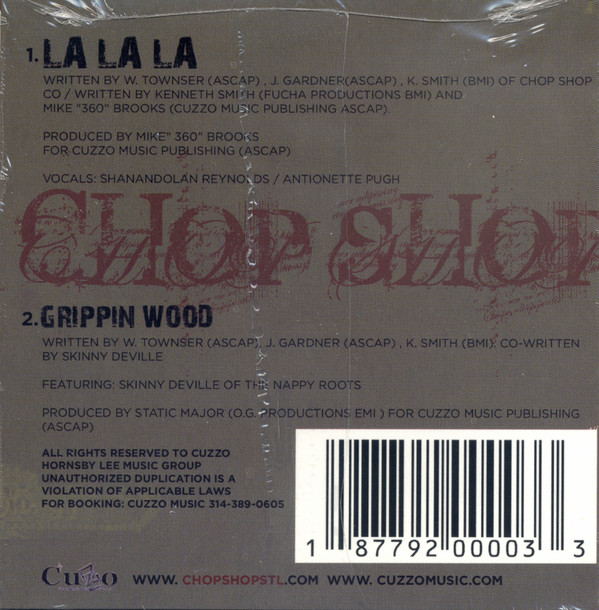 1. LA LA LA
WRITTEN BY W. TOWNSER (ASCAP) , J. GARDNER(ASCAP) , K. SMITH (BMI) OF CHOP SHOP
CO / WRITTEN BY KENNETH SMITH (FUCHA PRODUCTIONS BMI) AND
MIKE "360" BROOKS (CUZZO MUSIC PUBLISHING ASCAP).
PRODUCED BY MIKE" 360" BROOKS
FOR CUZZO MUSIC PUBLISHING (ASCAP)
VOCALS: SHANANDOLAN REYNOLDS / ANTIONETTE PUGH
CHOP SHOP
2. GRIPPIN WOOD
WRITTEN BY W. TOWNSER (ASCAP), J. GARDNER (ASCAP) , K. SMITH (BMI). CO-WRITTEN
BY SKINNY DEVILLE
FEATURING: SKINNY DEVILLE OF THE NAPPY ROOTS
PRODUCED BY STATIC MAJOR (O.G. PRODUCTIONS EMI ) FOR CUZZO MUSIC PUBLISHING
(ASCAP)
ALL RIGHTS RESERVED TO CUZZO
HORNSBY LEE MUSIC GROUP
UNAUTHORIZED DUPLICATION IS A
VIOLATION OF APPLICABLE LAWS
FOR BOOKING: CUZZO MUSIC 314-389-0605
1 87792 00003 3
Cuzzo WWW. CHOPSHOPSTL.COM / WWW.CUZZOMUSIC.COM